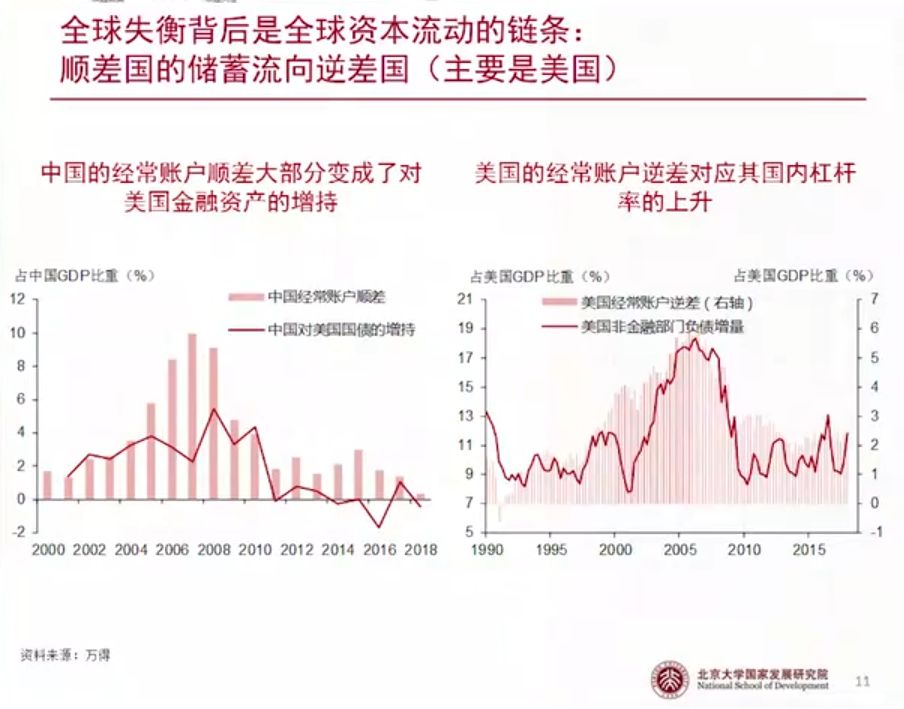 全球失衡背后是全球资本流动的链条：
顺差国的储蓄流向逆差国（主要是美国）
中国的经常账户顺差大部分变成了对
美国金融资产的增持
占中国GDP比重（%）
中国经常账户顺差
中国对美国国债的增持
12
10
8
6
4
2
0
-2
2000 2002 2004 2006 2008 2010 2012 2014 2016 2018
美国的经常账户逆差对应其国内杠杆
率的上升
占美国GDP比重（%）
占美国GDP比重（%）
美国经常账户逆差（右轴）
美国非金融部门负债增量
21
19
17
15
13
11
9
7
5
7
6
5
4
3
2
1
0
-1
1990 1995 2000 2005 2010 2015
资料来源：万得
北京大学国家发展研究院
National School of Development
11